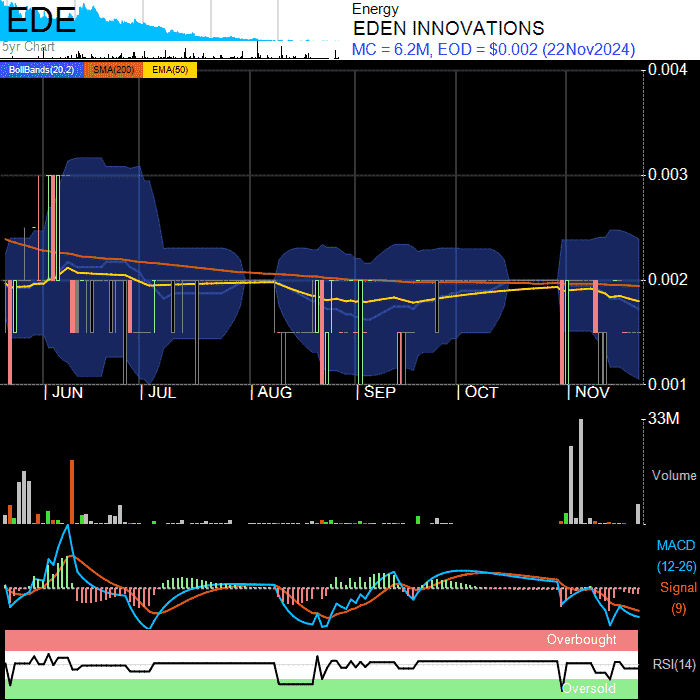 EDE
5yr Chart
Energy
EDEN INNOVATIONS
MC = 6.2M, EOD = $0.002 (22Nov2024)
BollBands(20,2) SMA(200) EMA(50)
0.004
0.003
0.002
0.001
JUN JUL AUG SEP OCT NOV
33M
Volume
MACD
(12-26)
Signal
(9)
Overbought
RSI(14)
Oversold